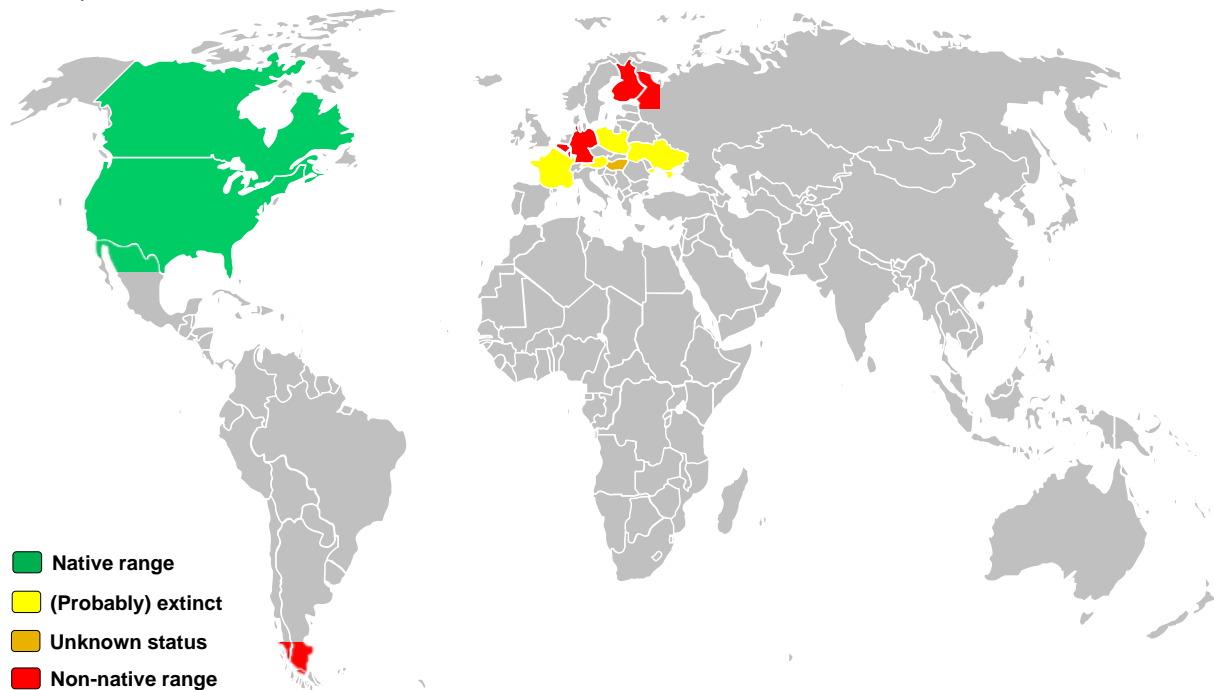 Native range
(Probably) extinct
Unknown status
Non-native range